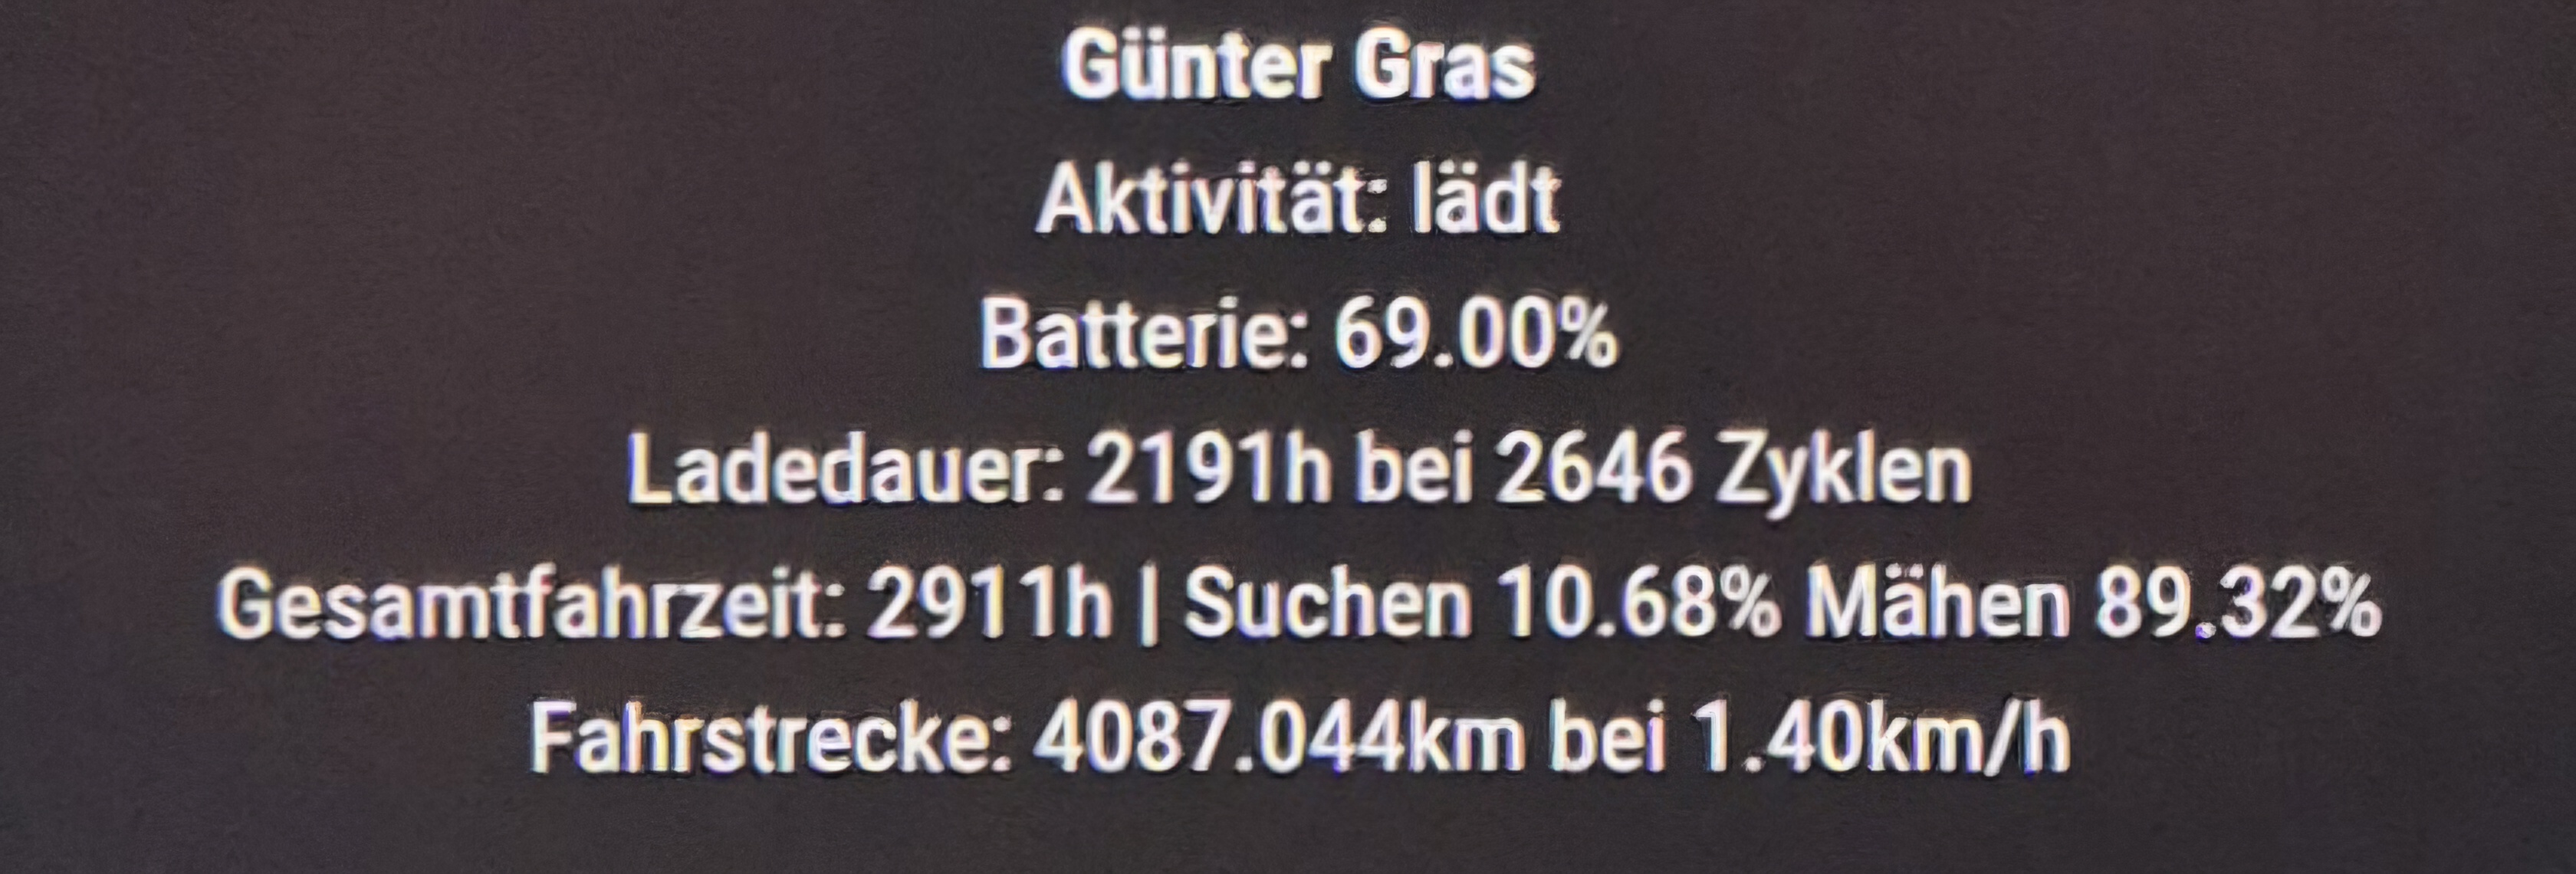 Günter Gras
Aktivität: lädt
Batterie: 69.00%
Ladedauer: 2191h bei 2646 Zyklen
Gesamtfahrzeit: 2911h | Suchen 10.68% Mähen 89.32%
Fahrstrecke: 4087.044km bei 1.40km/h